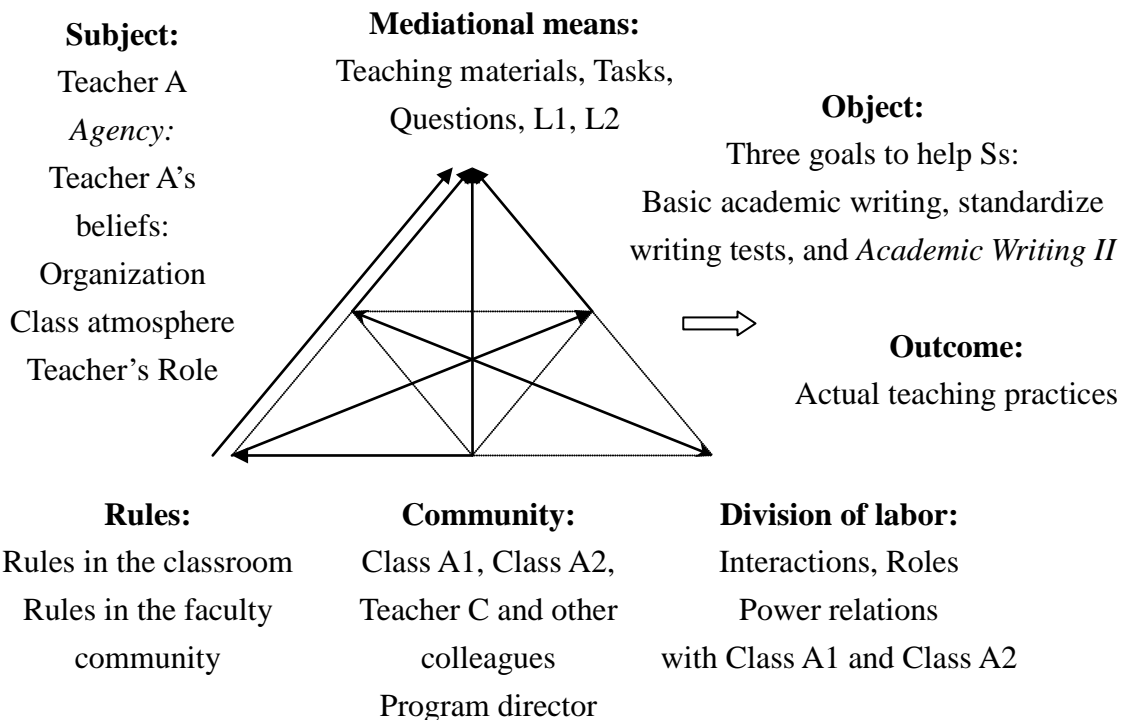 Subject:
Teacher A
Agency:
Teacher A’s
beliefs:
Organization
Class atmosphere
Teacher’s Role
Mediational means:
Teaching materials, Tasks,
Questions, L1, L2
Object:
Three goals to help Ss:
Basic academic writing, standardize
writing tests, and Academic Writing II
Outcome:
Actual teaching practices
Rules:
Rules in the classroom
Rules in the faculty
community
Community:
Class A1, Class A2,
Teacher C and other
colleagues
Program director
Division of labor:
Interactions, Roles
Power relations
with Class A1 and Class A2